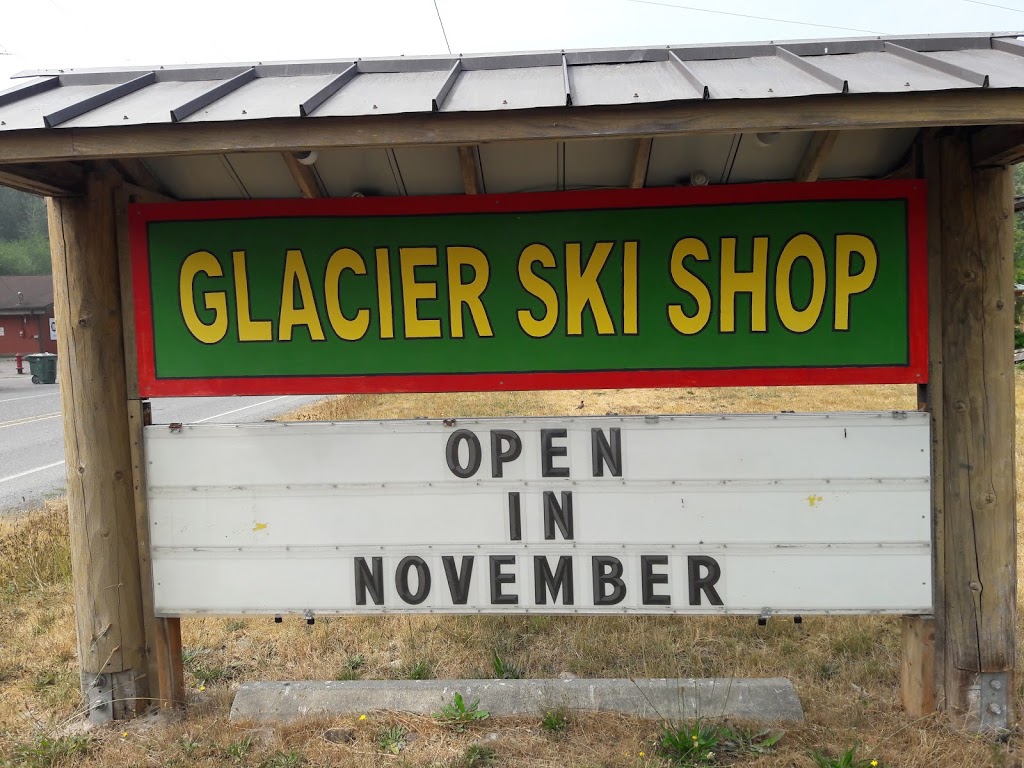 GLACIER SKI SHOP
OPEN
IN
NOVEMBER